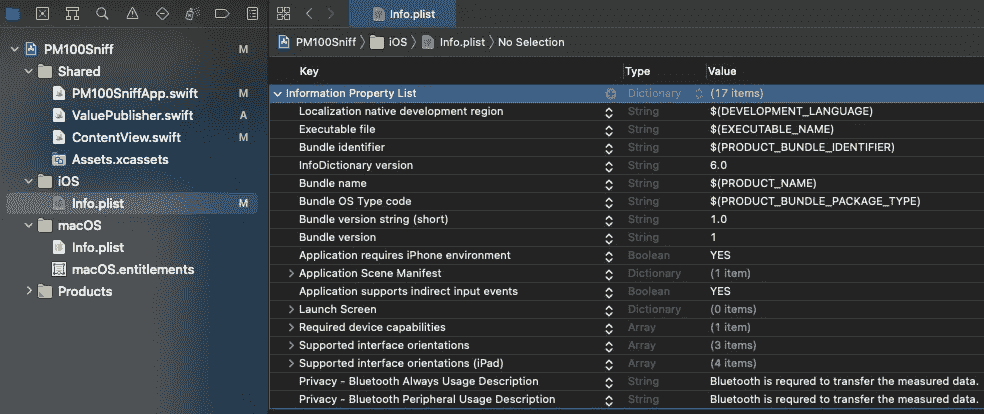 Info.plist
PM100Sniff iOS Info.plist No Selection
PM100Sniff M
Shared
PM100SniffApp.swift M
ValuePublisher.swift A
ContentView.swift M
Assets.xcassets
iOS
Info.plist M
macOS
Info.plist
macOS.entitlements
Products
Key Type Value
Information Property List Dictionary (17 items)
Localization native development region String $(DEVELOPMENT_LANGUAGE)
Executable file String $(EXECUTABLE_NAME)
Bundle identifier String $(PRODUCT_BUNDLE_IDENTIFIER)
InfoDictionary version String 6.0
Bundle name String $(PRODUCT_NAME)
Bundle OS Type code String $(PRODUCT_BUNDLE_PACKAGE_TYPE)
Bundle version string (short) String 1.0
Bundle version String 1
Application requires iPhone environment Boolean YES
Application Scene Manifest Dictionary (1 item)
Application supports indirect input events Boolean YES
Launch Screen Dictionary (0 items)
Required device capabilities Array (1 item)
Supported interface orientations Array (3 items)
Supported interface orientations (iPad) Array (4 items)
Privacy - Bluetooth Always Usage Description String Bluetooth is requred to transfer the measured data.
Privacy - Bluetooth Peripheral Usage Description String Bluetooth is requred to transfer the measured data.